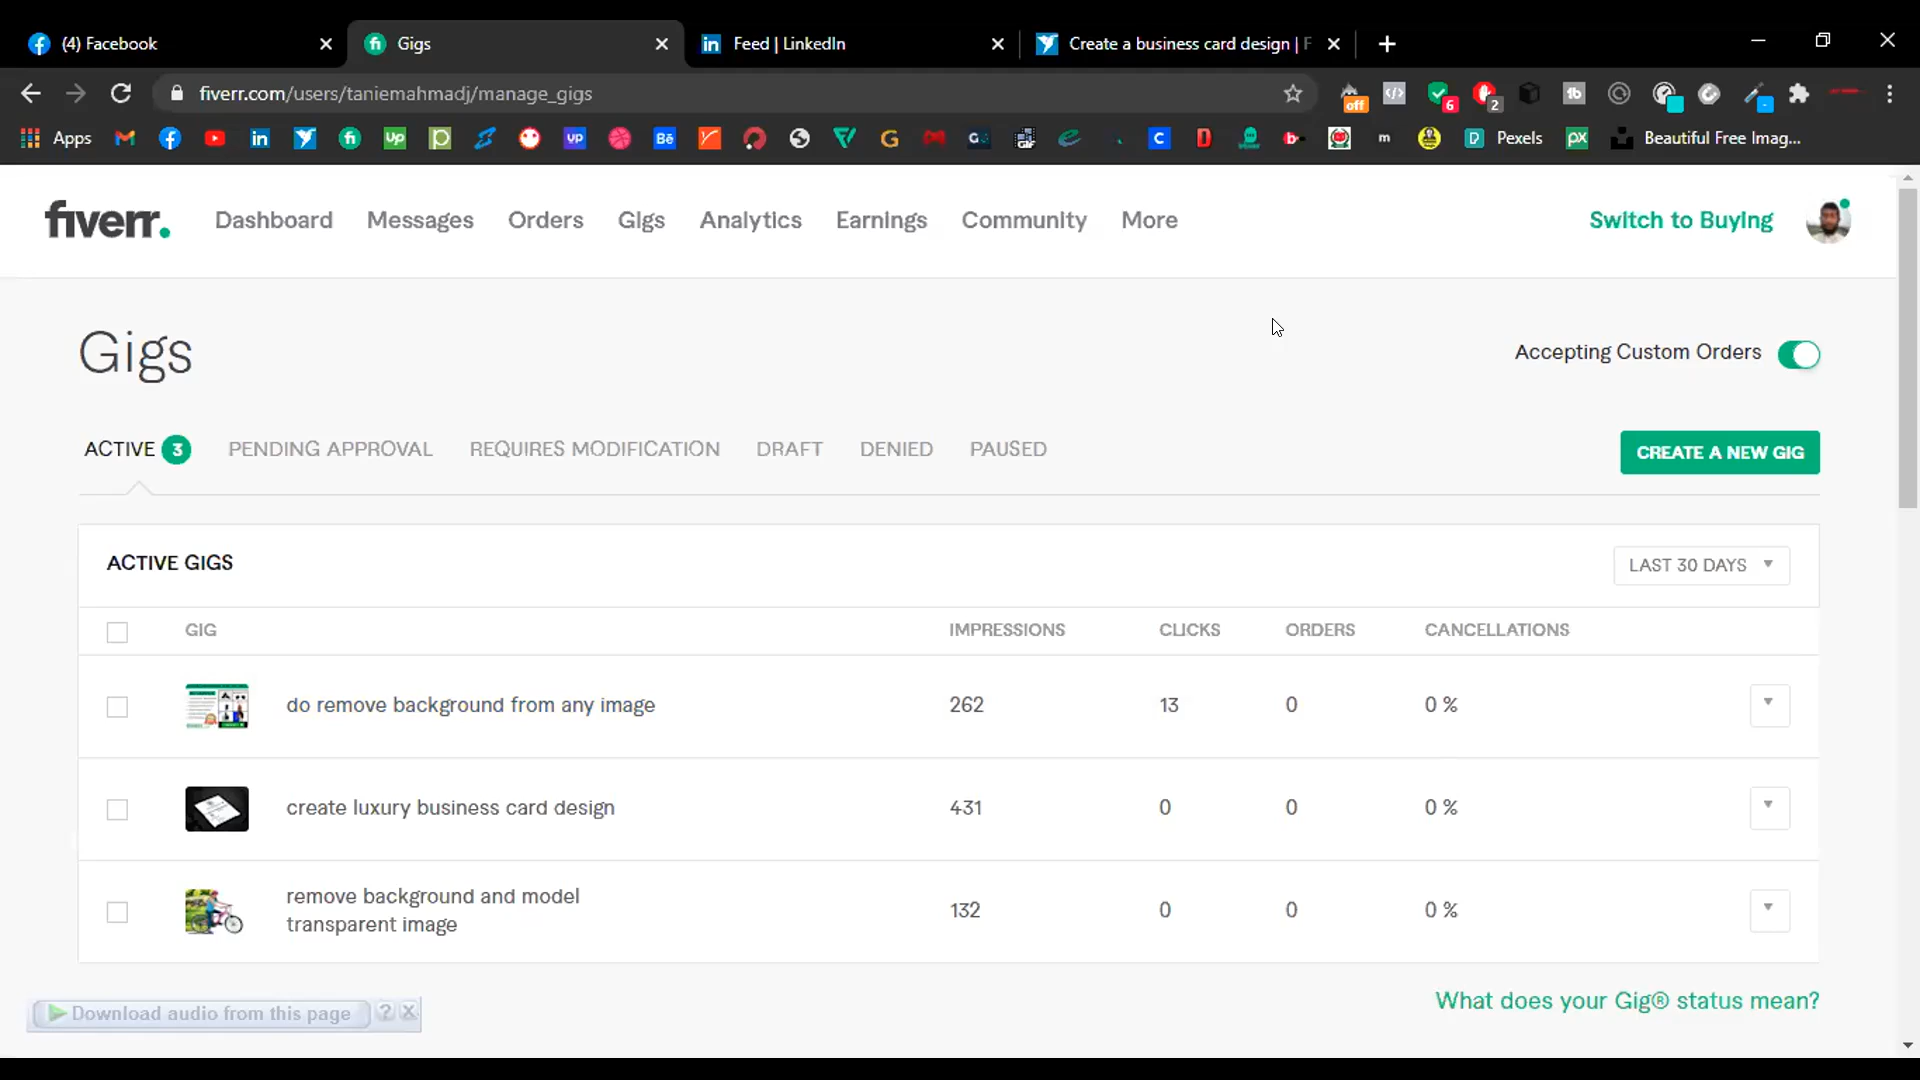 (4) Facebook
Gigs
Feed | LinkedIn
Create a business card design | F
fiverr.com/users/taniemahmadj/manage_gigs
off
6
2
Apps
Pexels
Beautiful Free Imag...
fiverr.
Dashboard
Messages
Orders
Gigs
Analytics
Earnings
Community
More
Switch to Buying
Gigs
Accepting Custom Orders
ACTIVE 3
PENDING APPROVAL
REQUIRES MODIFICATION
DRAFT
DENIED
PAUSED
CREATE A NEW GIG
ACTIVE GIGS
LAST 30 DAYS
GIG
IMPRESSIONS
CLICKS
ORDERS
CANCELLATIONS
do remove background from any image
262
13
0
0 %
create luxury business card design
431
0
0
0 %
remove background and model
transparent image
132
0
0
0 %
Download audio from this page
? X
What does your Gig® status mean?